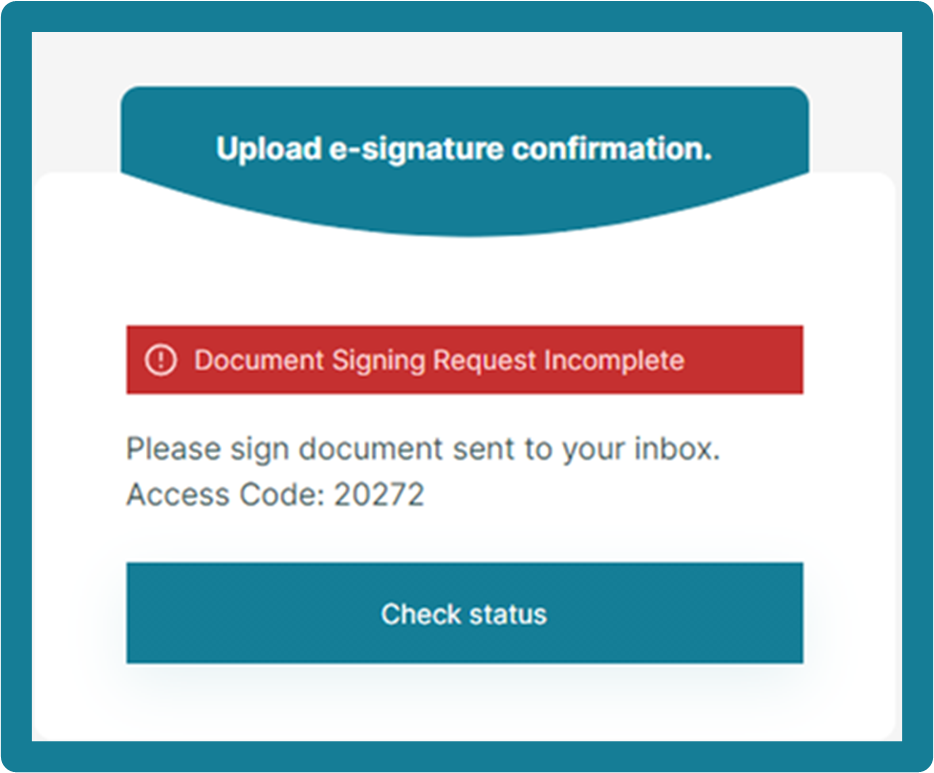 Upload e-signature confirmation.
Document Signing Request Incomplete
Please sign document sent to your inbox.
Access Code: 20272
Check status